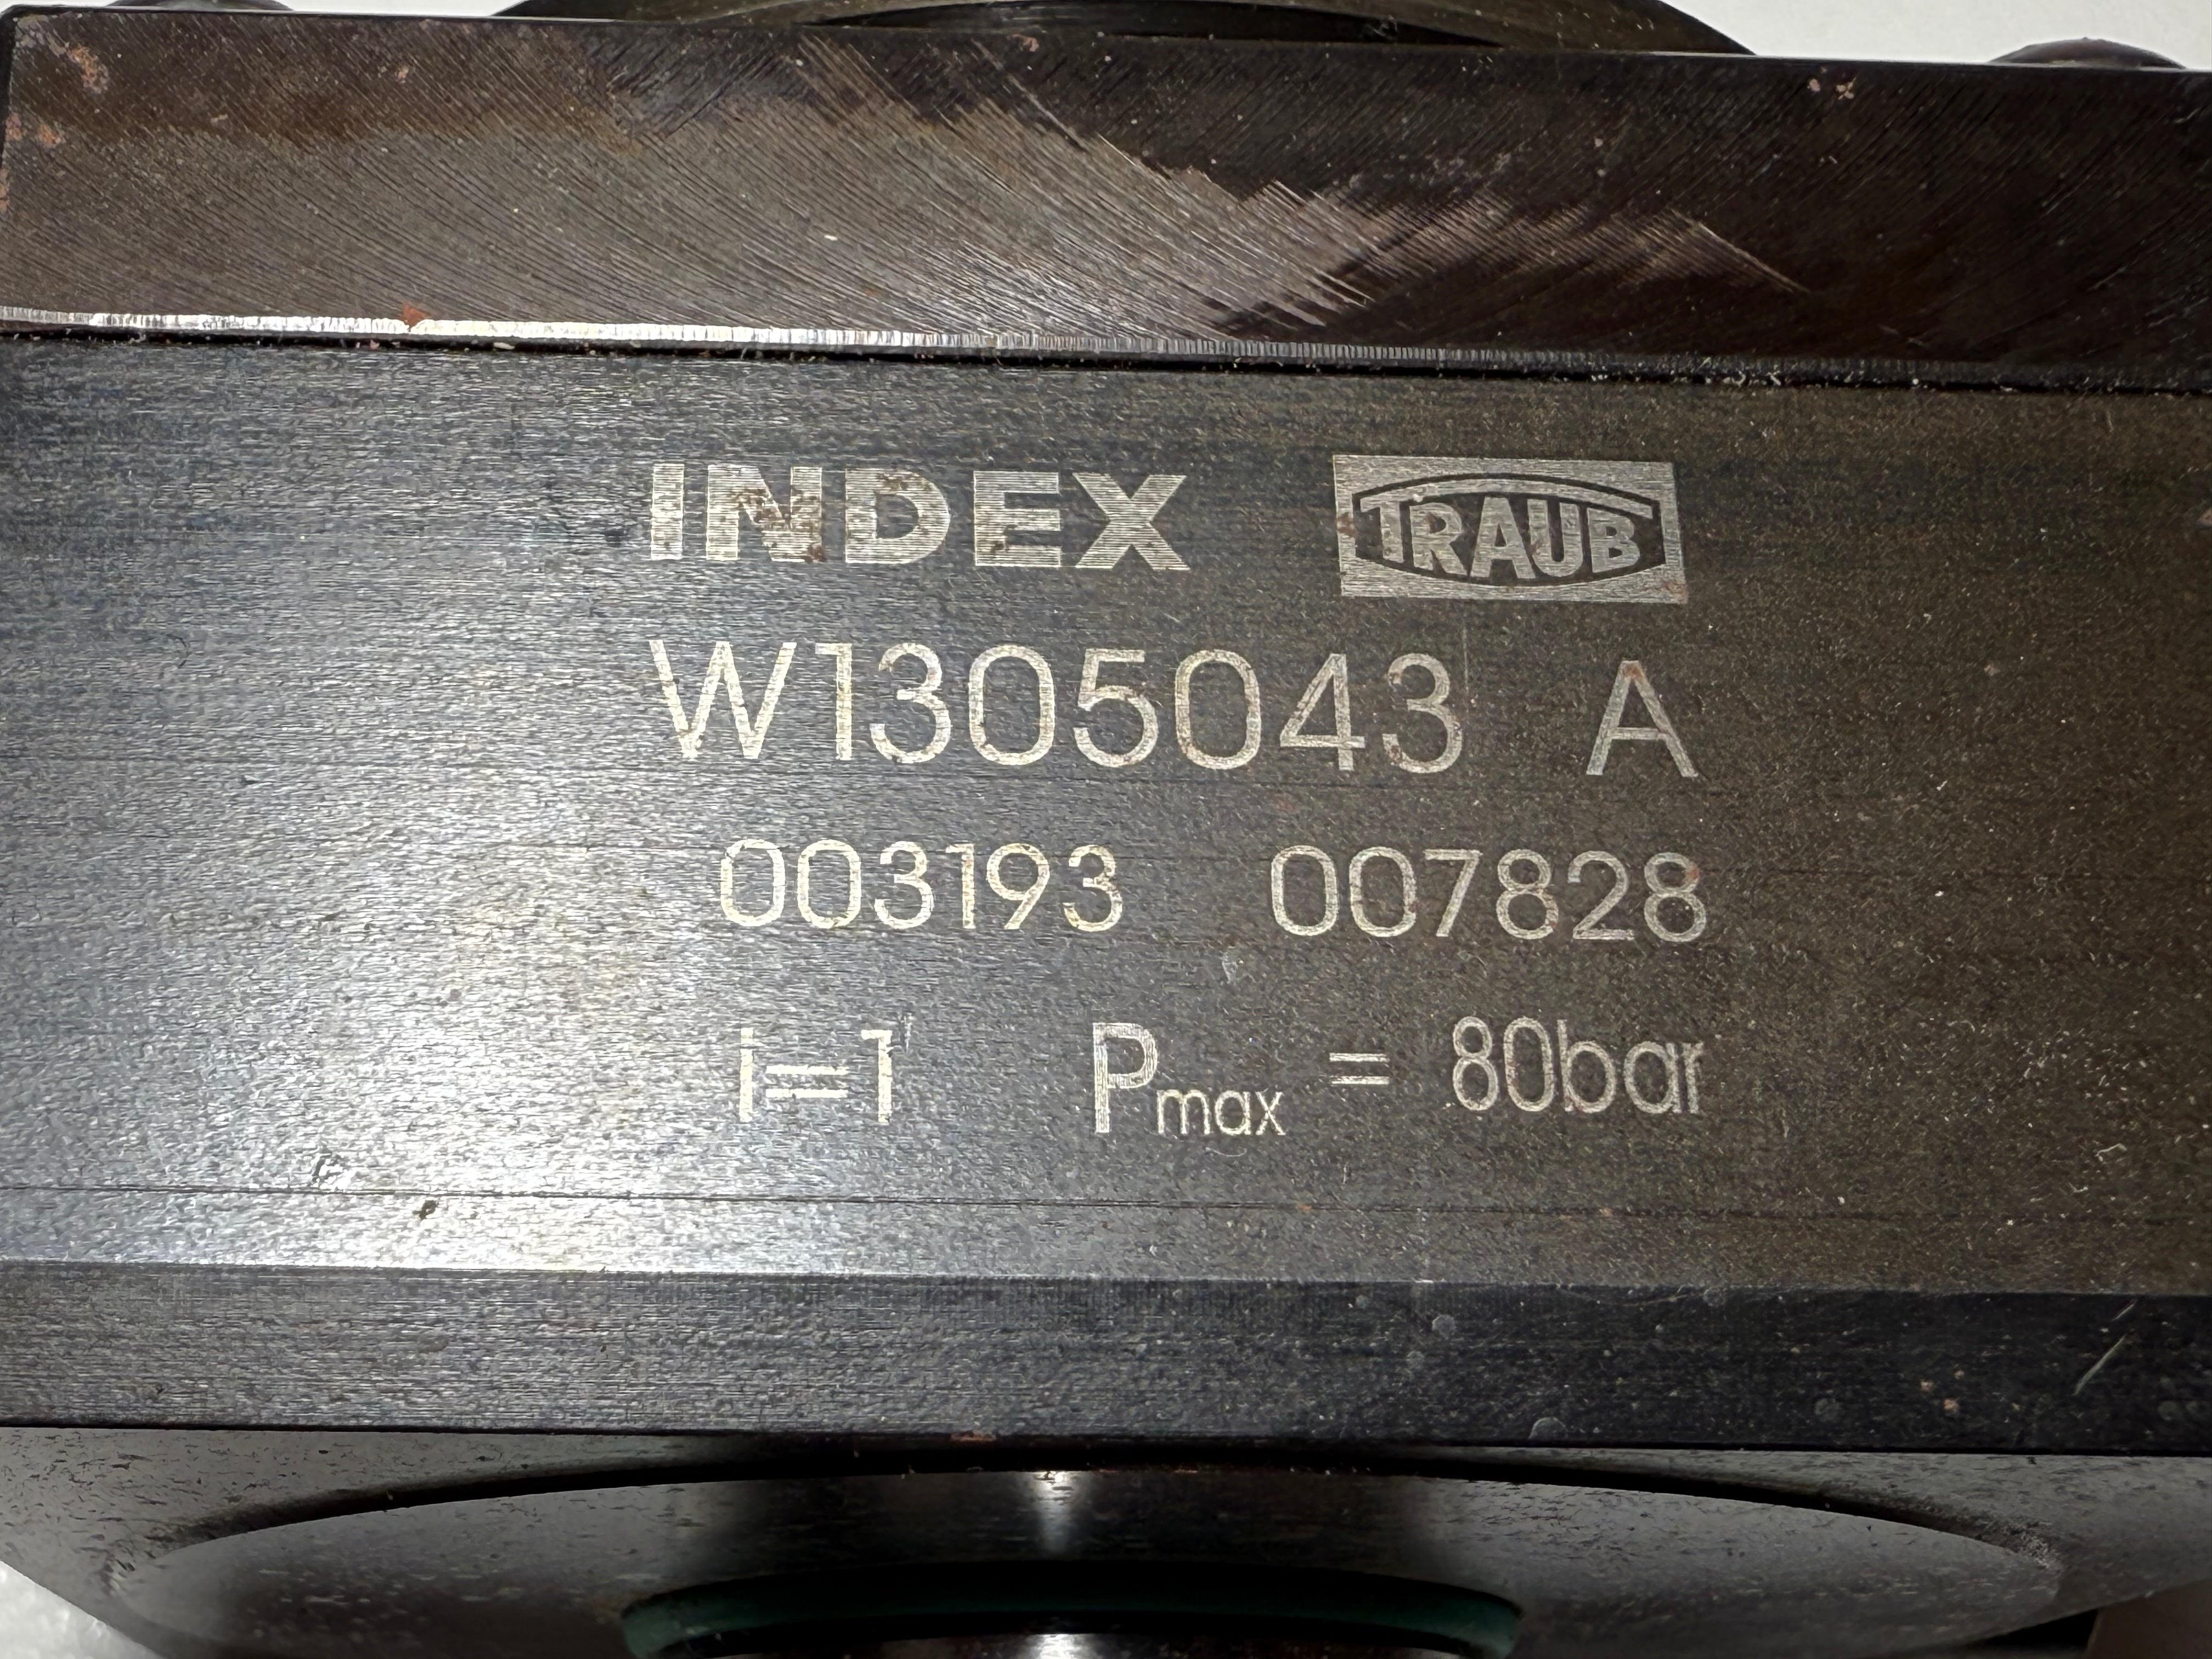 INDEX TRAUB
W1305043 A
003193 007828
i=1 Pmax = 80bar